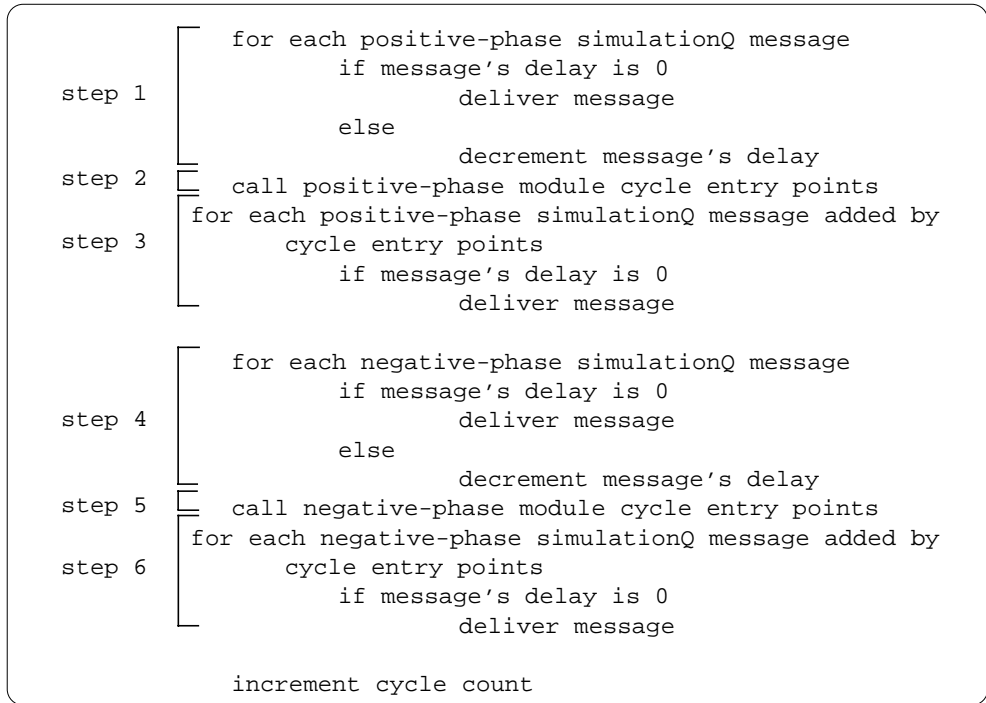 for each positive-phase simulationQ message
if message's delay is 0
step 1
deliver message
else
decrement message's delay
step 2
call positive-phase module cycle entry points
for each positive-phase simulationQ message added by
step 3
cycle entry points
if message's delay is 0
deliver message
for each negative-phase simulationQ message
if message's delay is 0
step 4
deliver message
else
decrement message's delay
step 5
call negative-phase module cycle entry points
for each negative-phase simulationQ message added by
step 6
cycle entry points
if message's delay is 0
deliver message
increment cycle count